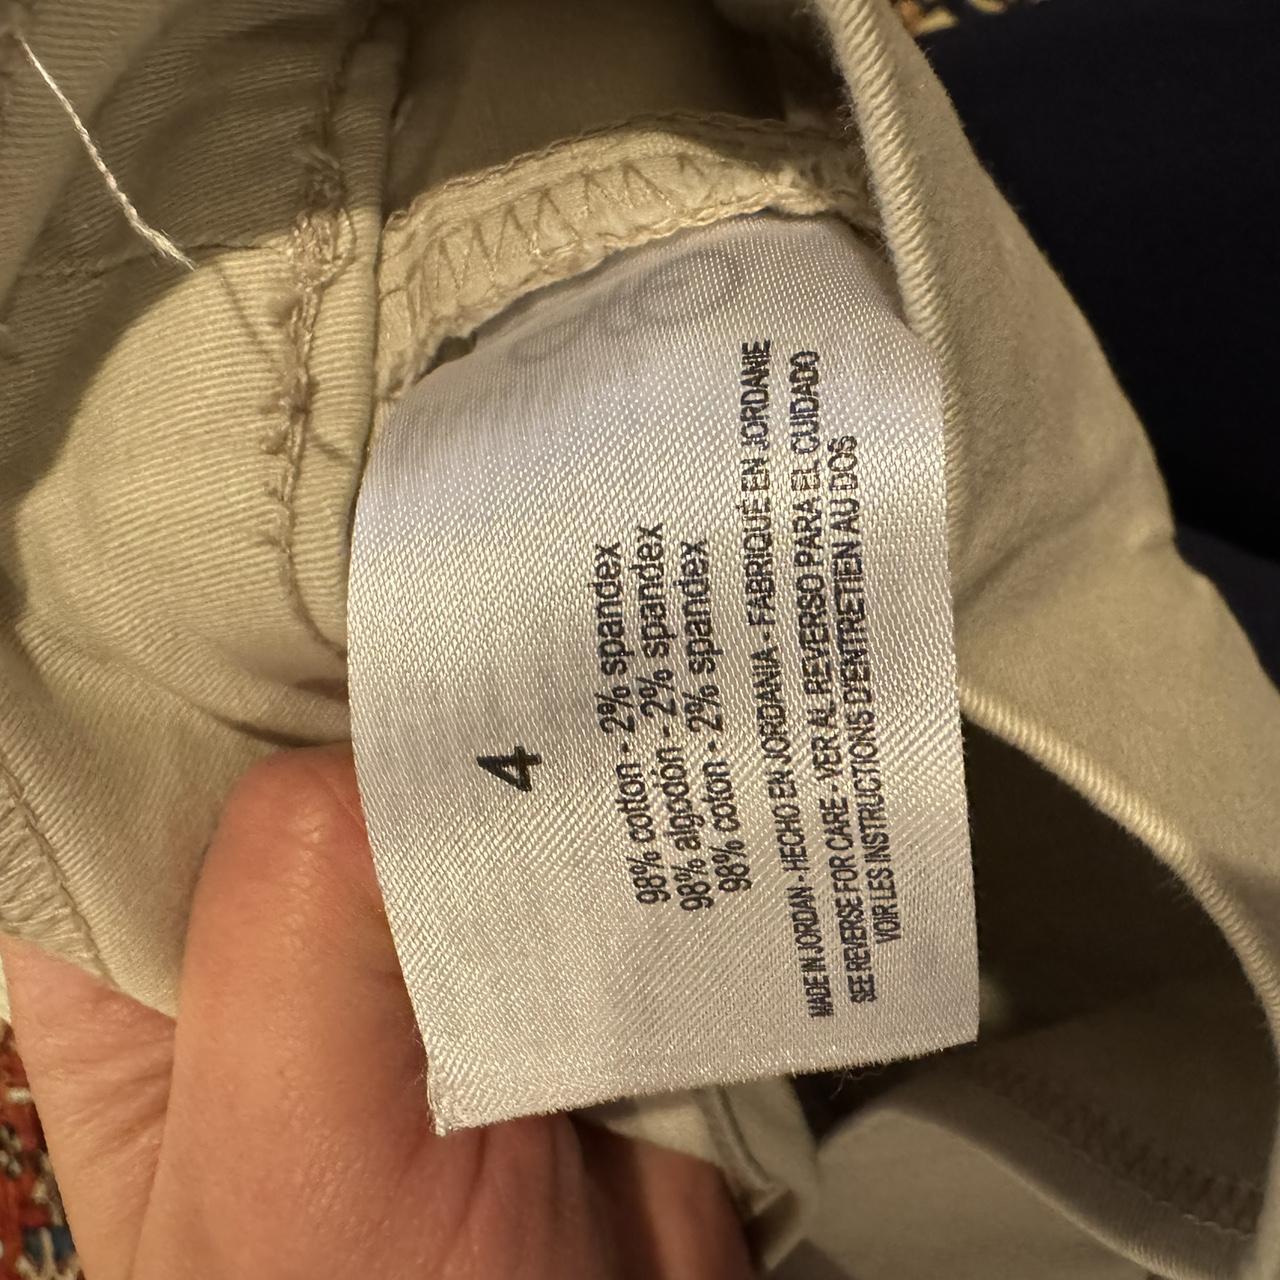 4
98% cotton - 2% spandex
98% algodón - 2% spandex
98% coton - 2% spandex
MADE IN JORDAN - HECHO EN JORDANIA - FABRIQUÉ EN JORDANIE
SEE REVERSE FOR CARE - VER AL REVERSO PARA EL CUIDADO
VOIR LES INSTRUCTIONS D'ENTRETIEN AU DOS